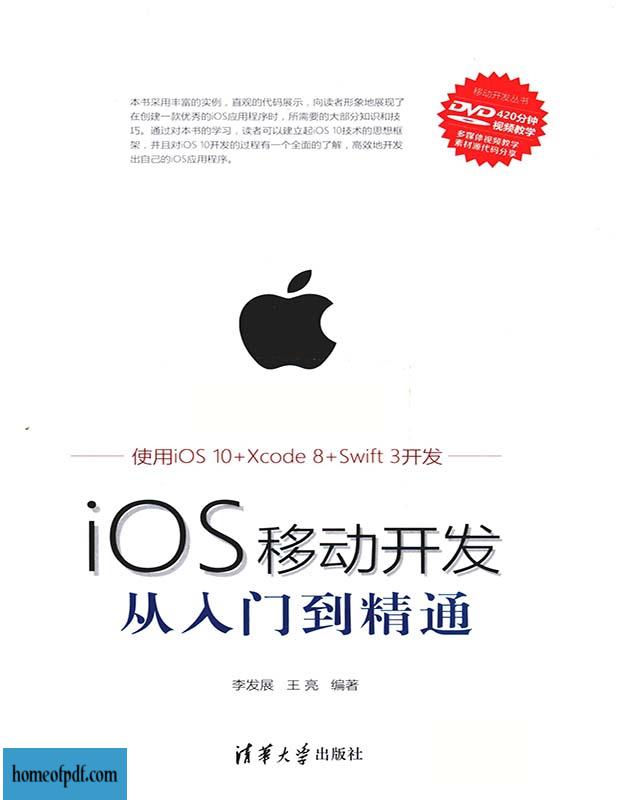 本书采用丰富的实例，直观的代码展示，向读者形象地展现了
在创建一款优秀的iOS应用程序时，所需要的大部分知识和技
巧。通过对本书的学习，读者可以建立起iOS 10技术的思想框
架，并且对iOS 10开发的过程有一个全面的了解，高效地开发
出自己的iOS应用程序。
移动开发丛书
DVD 420分钟
视频教学
多媒体视频教学
素材源代码分享
使用iOS 10+Xcode 8+Swift 3开发
iOS 移动开发
从入门到精通
李发展 王亮 编著
清华大学出版社
homeofpdf.com